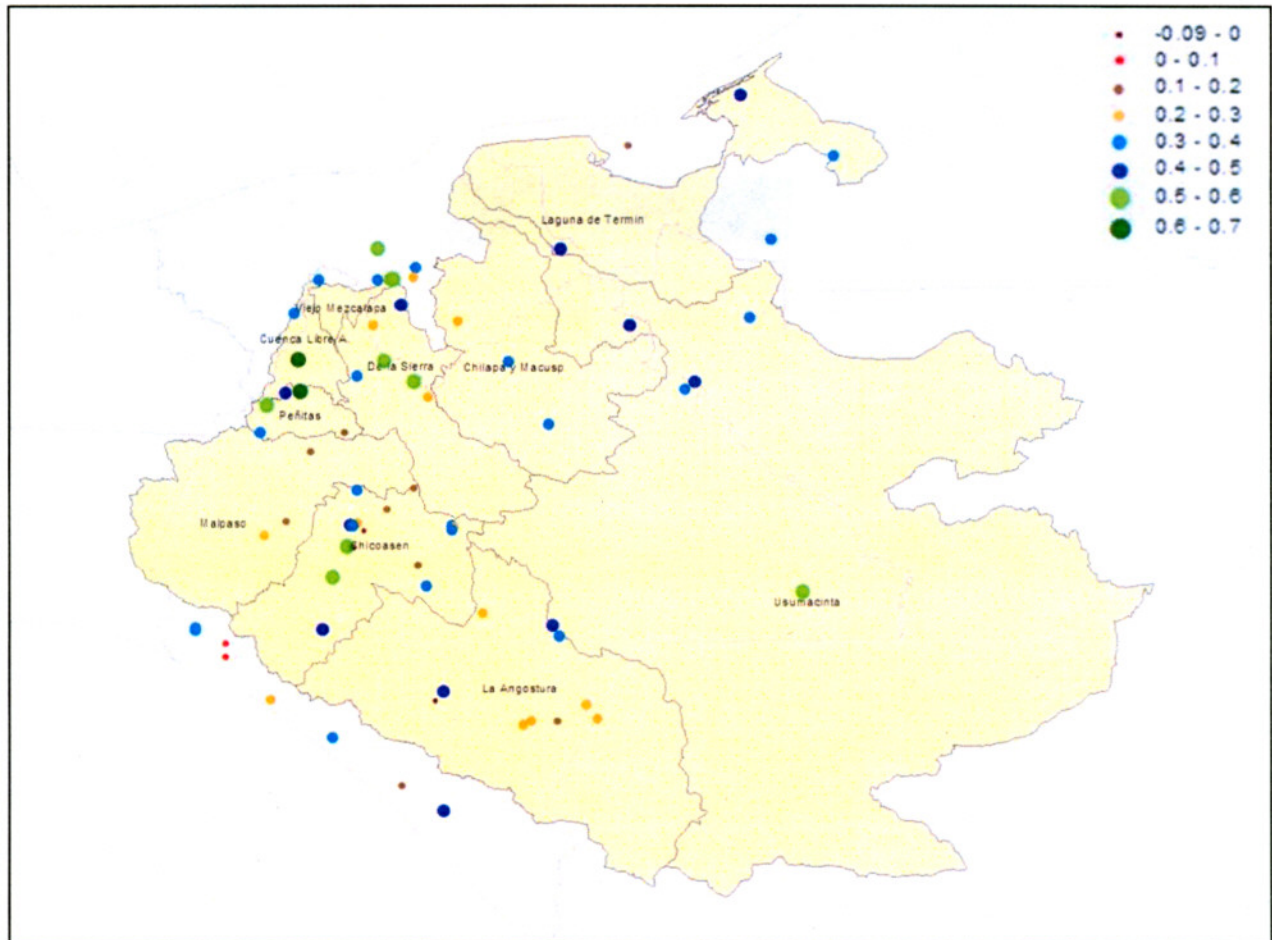 -0.09 - 0
0 - 0.1
0.1 - 0.2
0.2 - 0.3
0.3 - 0.4
0.4 - 0.5
0.5 - 0.6
0.6 - 0.7
Laguna de Termin
Viejo Mezcalapa
Cuenca Libre A.
De la Sierra
Chilapa y Macusp
Peñitas
Malpaso
Chicoasen
Usumacinta
La Angostura